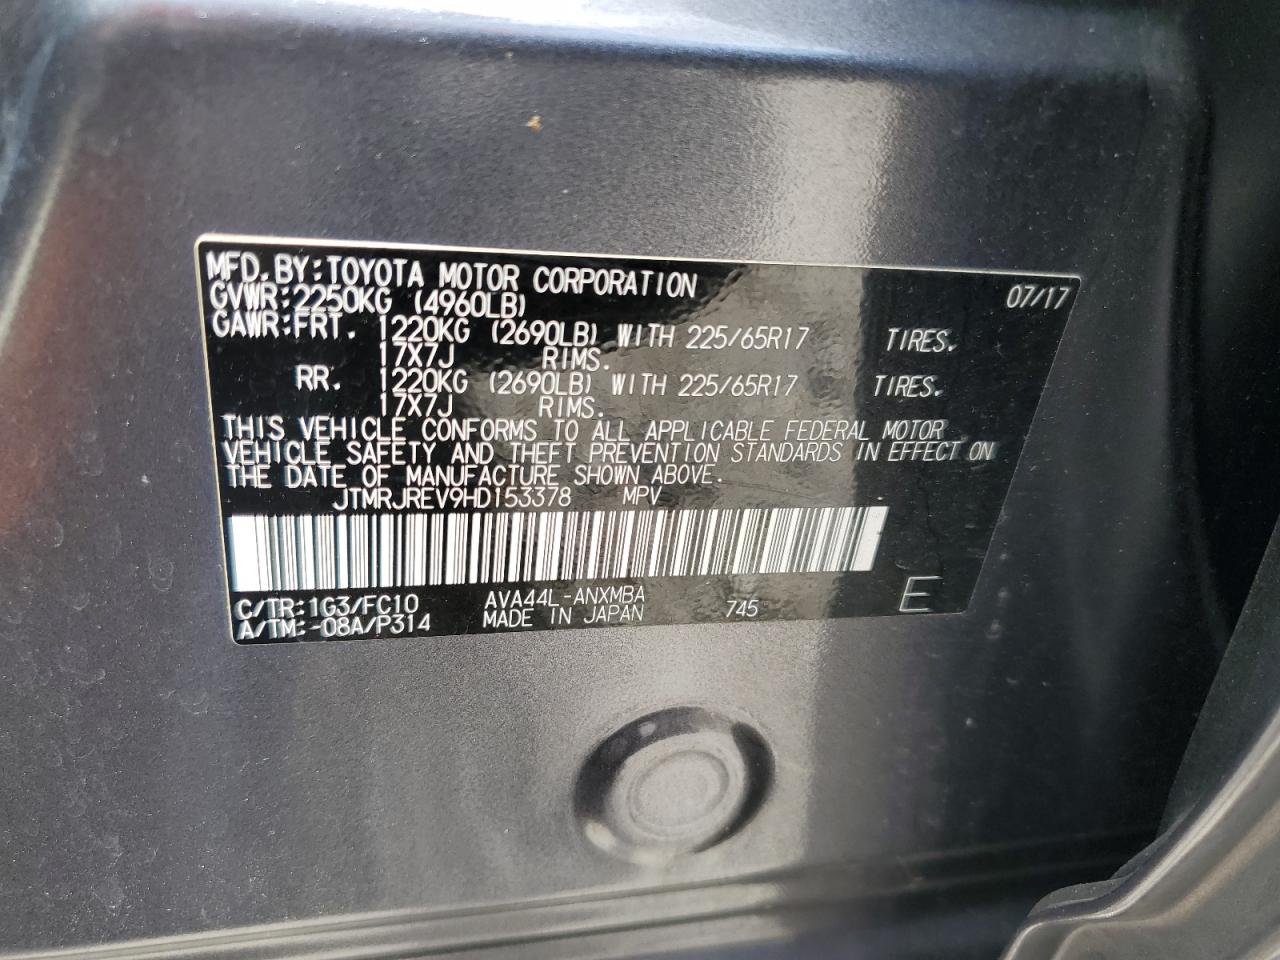 MFD. BY: TOYOTA MOTOR CORPORATION 07/17
GVWR: 2250KG (4960LB)
GAWR: FRT. 1220KG (2690LB) WITH 225/65R17 TIRES.
17X7J RIMS.
RR. 1220KG (2690LB) WITH 225/65R17 TIRES.
17X7J RIMS.
THIS VEHICLE CONFORMS TO ALL APPLICABLE FEDERAL MOTOR
VEHICLE SAFETY AND THEFT PREVENTION STANDARDS IN EFFECT ON
THE DATE OF MANUFACTURE SHOWN ABOVE.
JTMRJREV9HD153378 MPV
C/TR: 1G3/FC10 AVA44L-ANXMBA 745 E
A/TM: -08A/P314 MADE IN JAPAN